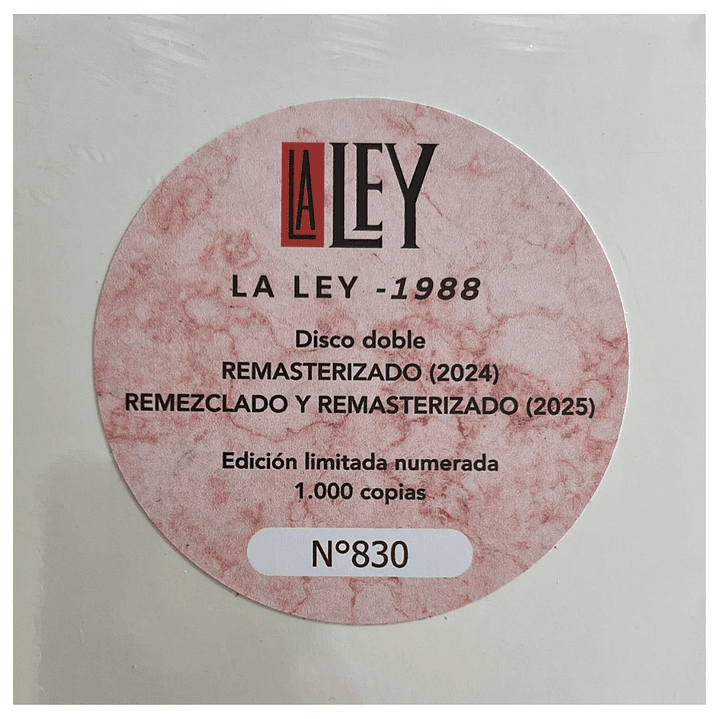 LA LEY
LA LEY -1988
Disco doble
REMASTERIZADO (2024)
REMEZCLADO Y REMASTERIZADO (2025)
Edición limitada numerada
1.000 copias
N°830